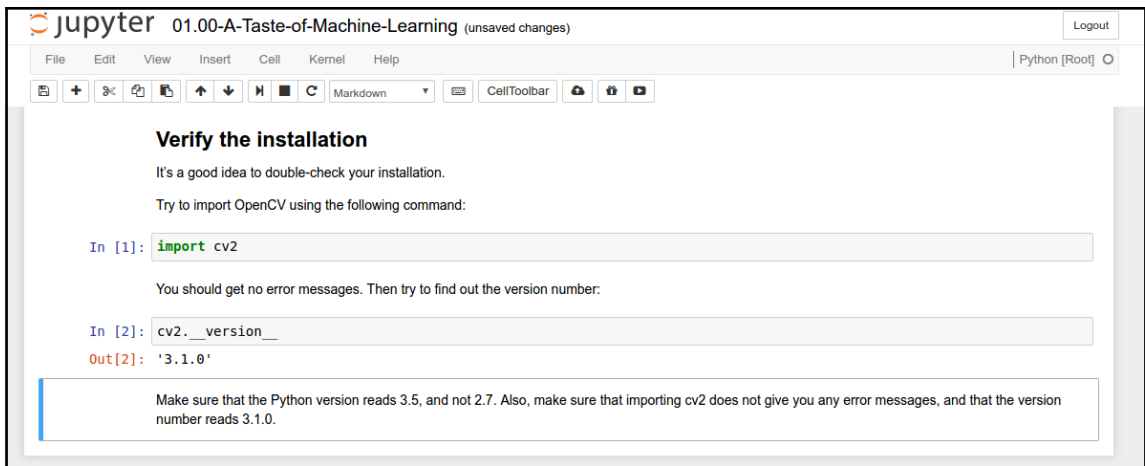 jupyter 01.00-A-Taste-of-Machine-Learning (unsaved changes) Logout
File Edit View Insert Cell Kernel Help Python [Root]
Markdown CellToolbar
Verify the installation
It's a good idea to double-check your installation.
Try to import OpenCV using the following command:
In [1]: import cv2
You should get no error messages. Then try to find out the version number:
In [2]: cv2.__version__
Out[2]: '3.1.0'
Make sure that the Python version reads 3.5, and not 2.7. Also, make sure that importing cv2 does not give you any error messages, and that the version
number reads 3.1.0.